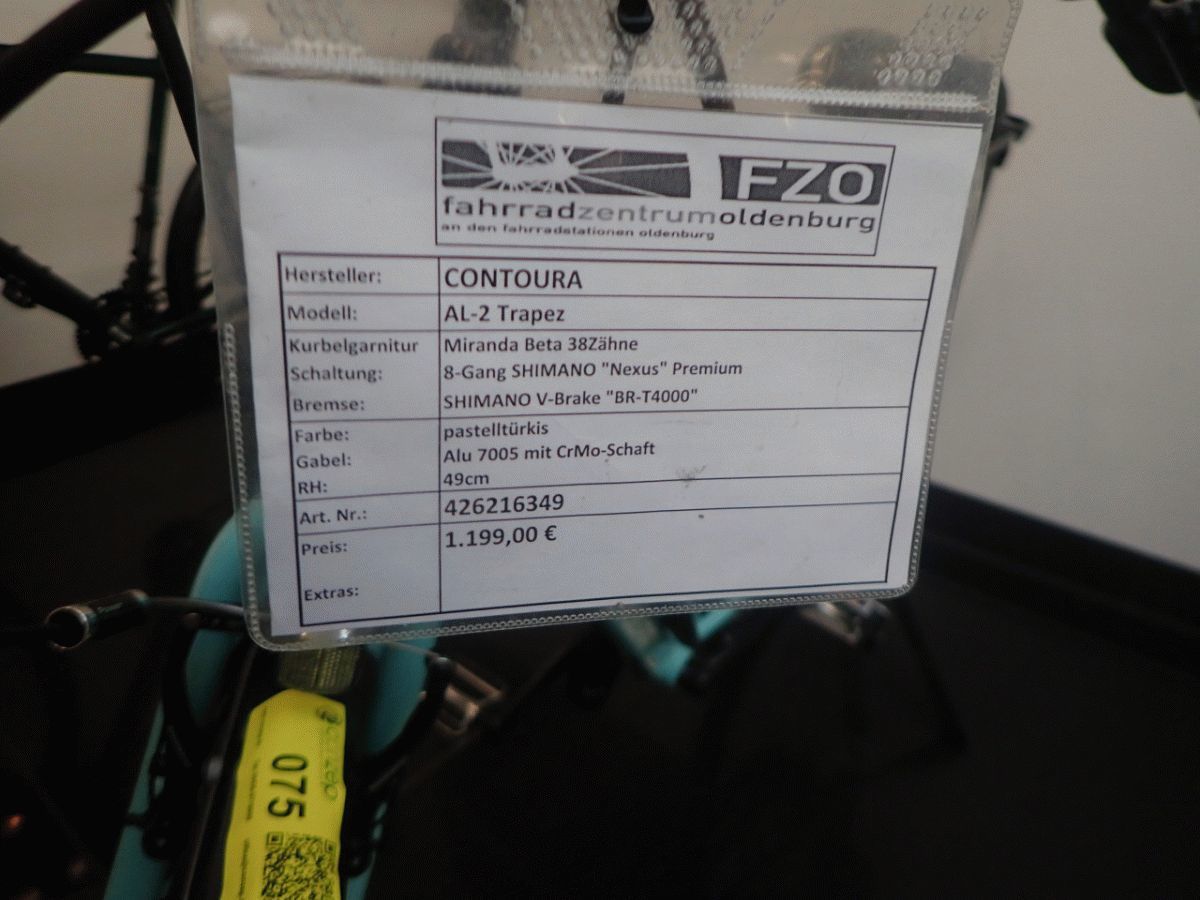 FZO
fahrradzentrumoldenburg
an den fahrradstationen oldenburg
Hersteller: CONTOURA
Modell: AL-2 Trapez
Kurbelgarnitur Miranda Beta 38Zähne
Schaltung: 8-Gang SHIMANO "Nexus" Premium
Bremse: SHIMANO V-Brake "BR-T4000"
Farbe: pastelltürkis
Gabel: Alu 7005 mit CrMo-Schaft
RH: 49cm
Art. Nr.: 426216349
Preis: 1.199,00 €
Extras:
075